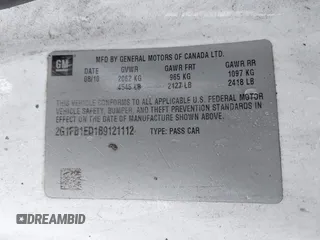 GM
MFD BY GENERAL MOTORS OF CANADA LTD.
DATE GVWR GAWR FRT GAWR RR
KG 965 KG 1097 KG
LB 2127 LB 2418 LB
THIS VEHICLE CONFORMS TO ALL APPLICABLE U.S. FEDERAL MOTOR
VEHICLE SAFETY, BUMPER, AND THEFT PREVENTION STANDARDS
IN EFFECT ON THE DATE OF MANUFACTURE SHOWN ABOVE.
2G1FB1ED1B9121112 TYPE: PASS CAR
DREAMBID